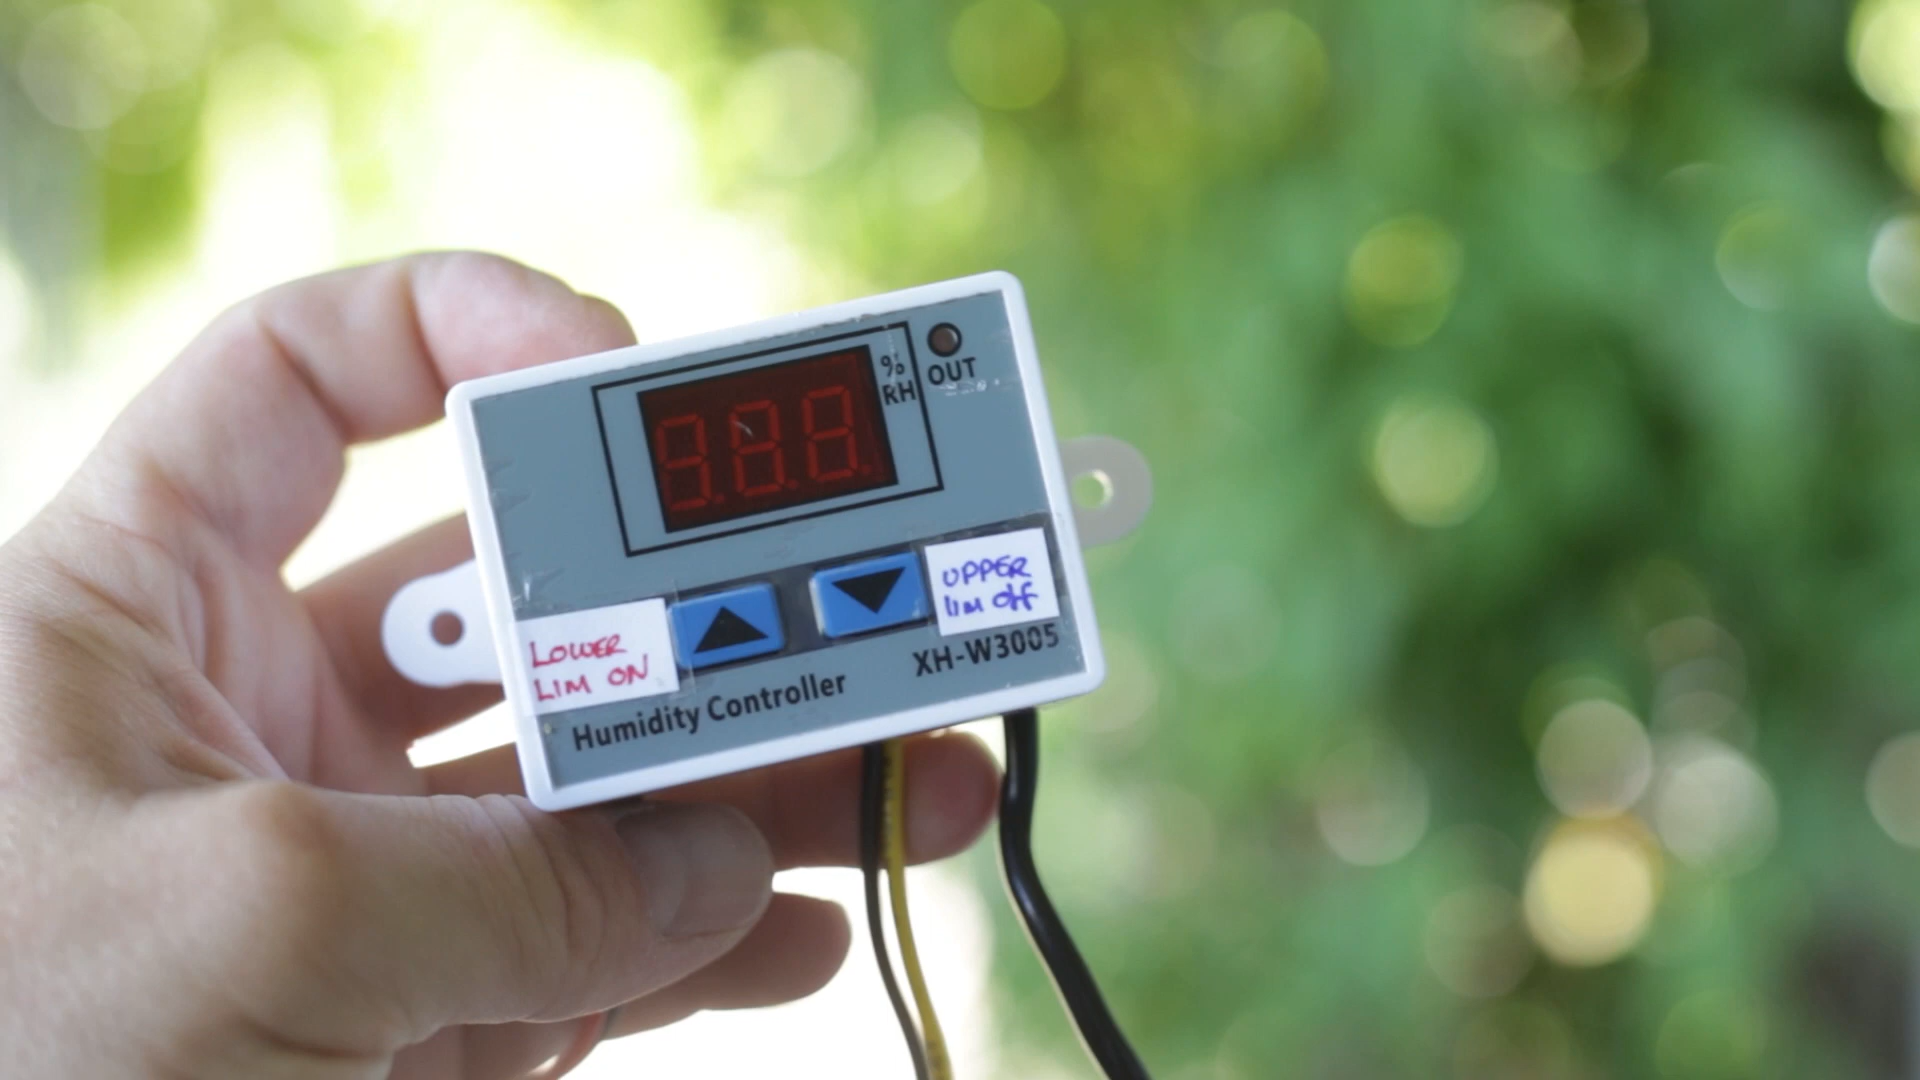 %
RH
OUT
UPPER
lIM off
LOWER
LIM ON
XH-W3005
Humidity Controller